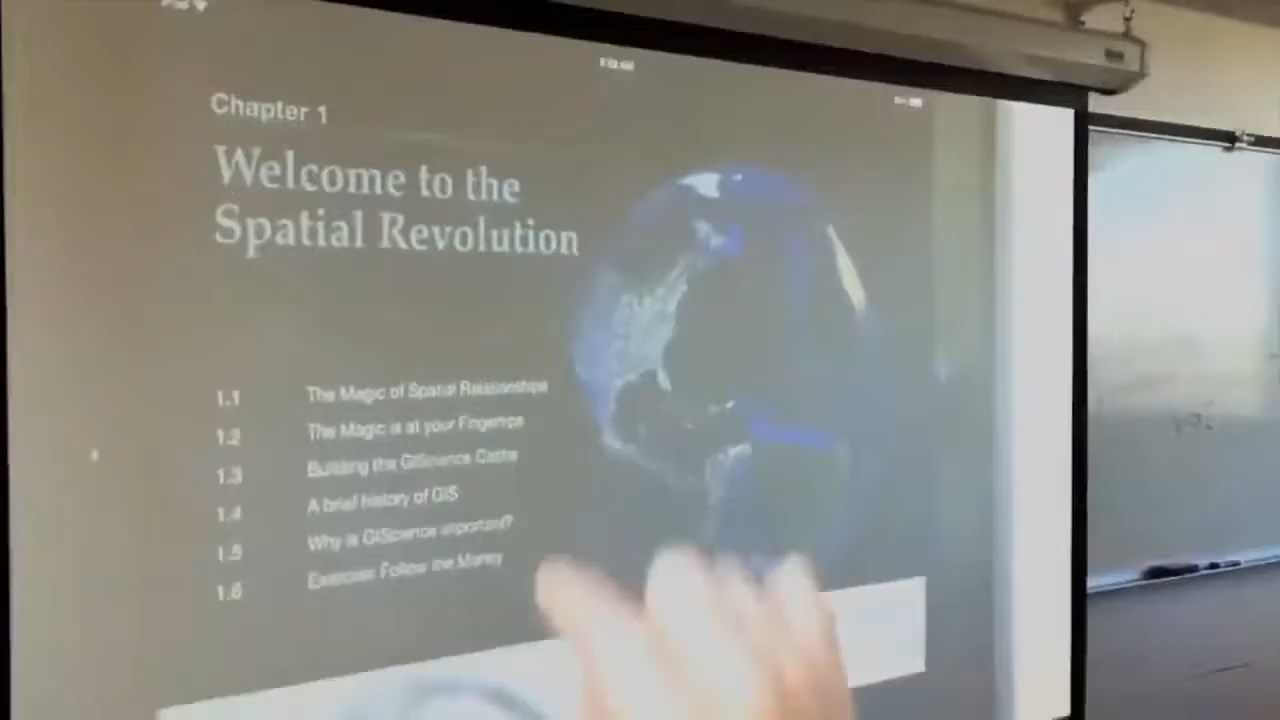 Chapter 1
Welcome to the
Spatial Revolution
1.1 The Magic of Spatial Relationships
1.2 The Magic is at your Fingertips
1.3 Building the GIScience Castle
1.4 A brief history of GIS
1.5 Why is GIScience important?
1.6 Exercise: Follow the Money